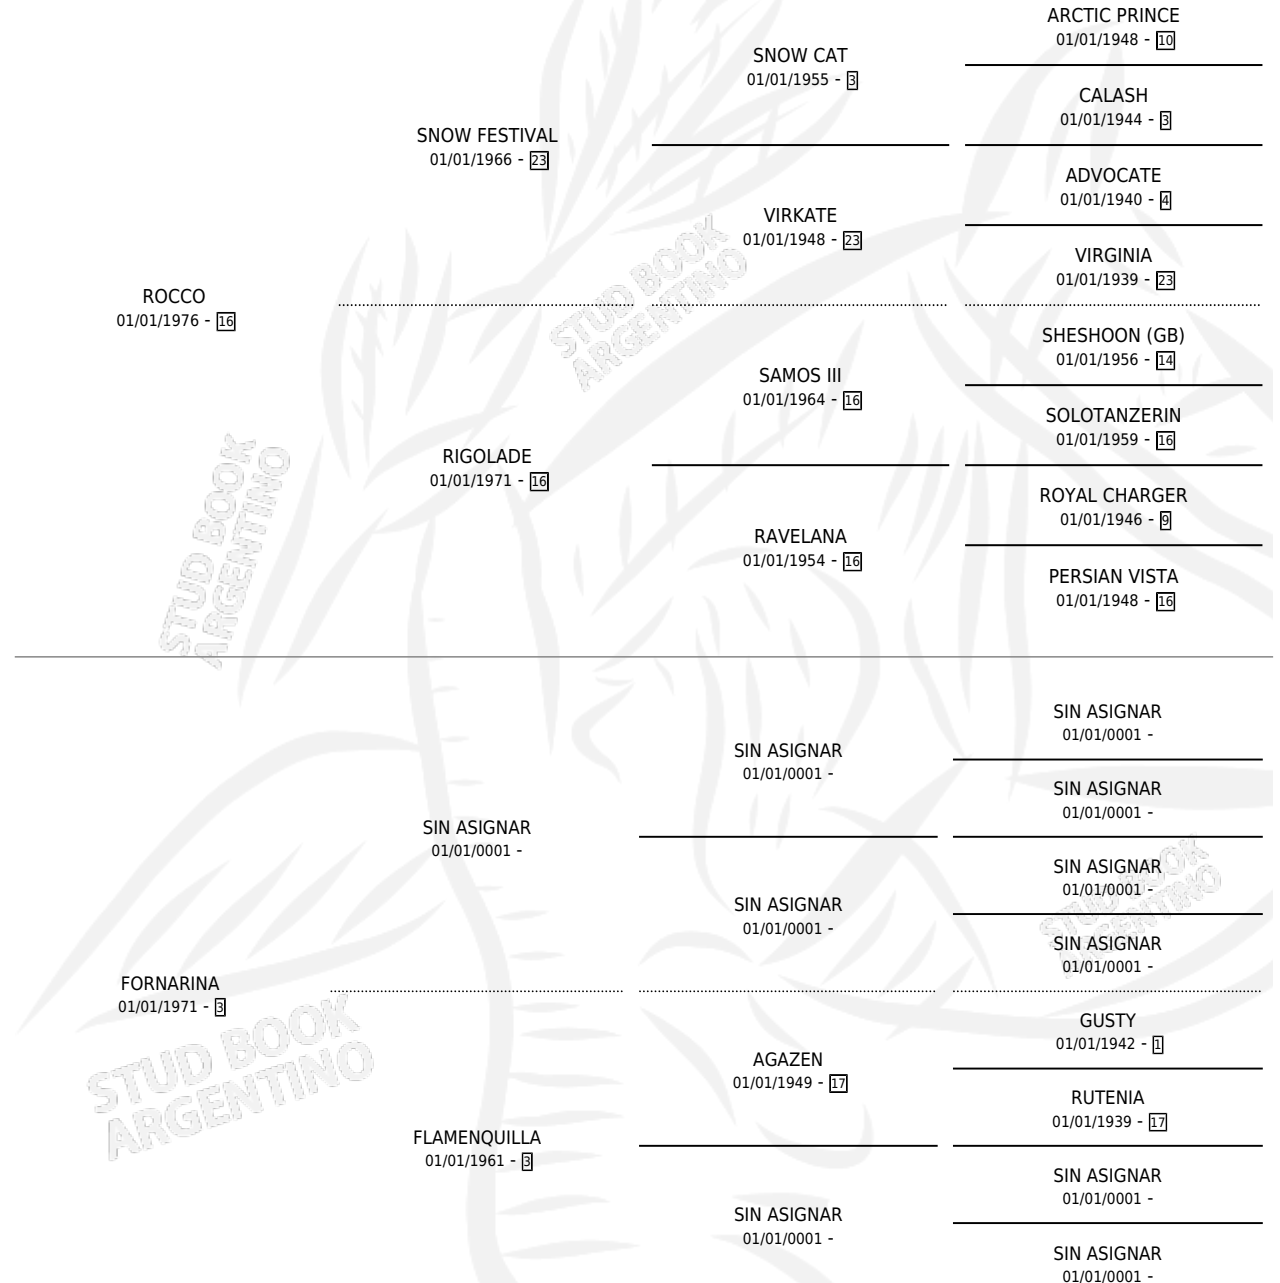 ARCTIC PRINCE
01/01/1948 - 10
SNOW CAT
01/01/1955 - 3
CALASH
01/01/1944 - 3
SNOW FESTIVAL
01/01/1966 - 23
ADVOCATE
01/01/1940 - 4
VIRKATE
01/01/1948 - 23
VIRGINIA
01/01/1939 - 23
ROCCO
01/01/1976 - 16
SHESHOON (GB)
01/01/1956 - 14
SAMOS III
01/01/1964 - 16
SOLOTANZERIN
01/01/1959 - 16
RIGOLADE
01/01/1971 - 16
ROYAL CHARGER
01/01/1946 - 9
RAVELANA
01/01/1954 - 16
PERSIAN VISTA
01/01/1948 - 16
SIN ASIGNAR
01/01/0001 -
SIN ASIGNAR
01/01/0001 -
SIN ASIGNAR
01/01/0001 -
SIN ASIGNAR
01/01/0001 -
SIN ASIGNAR
01/01/0001 -
SIN ASIGNAR
01/01/0001 -
SIN ASIGNAR
01/01/0001 -
FORNARINA
01/01/1971 - 3
GUSTY
01/01/1942 - 1
AGAZEN
01/01/1949 - 17
RUTENIA
01/01/1939 - 17
FLAMENQUILLA
01/01/1961 - 3
SIN ASIGNAR
01/01/0001 -
SIN ASIGNAR
01/01/0001 -
SIN ASIGNAR
01/01/0001 -
STUD BOOK
ARGENTINO
STUD BOOK
ARGENTINO
STUD BOOK
ARGENTINO
STUD BOOK
ARGENTINO